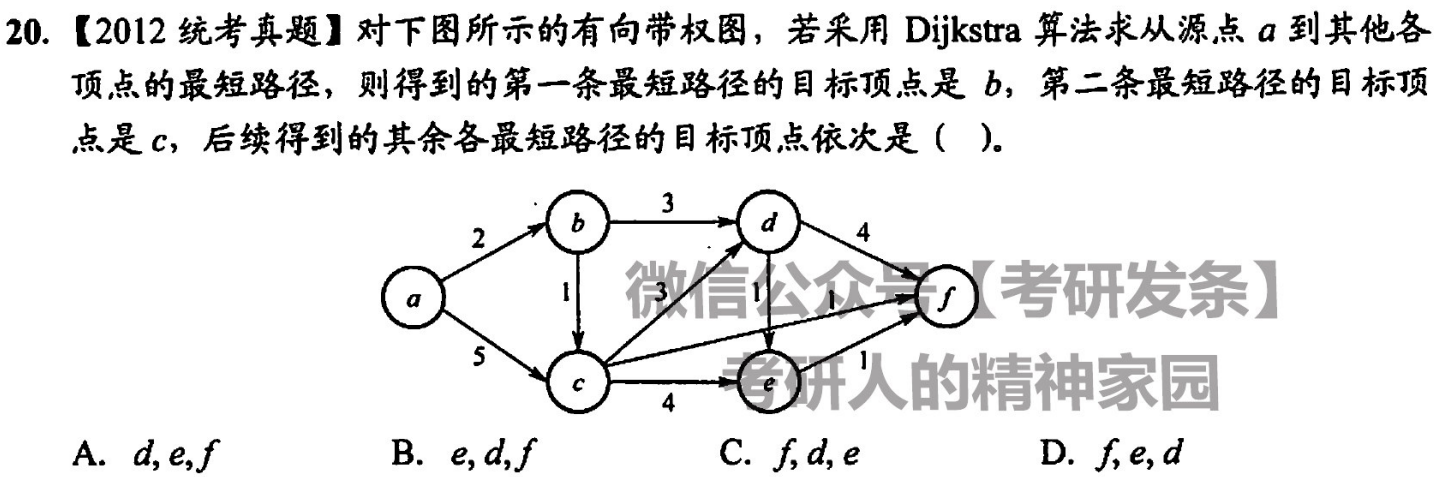 20. 【2012 统考真题】对下图所示的有向带权图，若采用 Dijkstra 算法求从源点 a 到其他各
顶点的最短路径，则得到的第一条最短路径的目标顶点是 b，第二条最短路径的目标顶
点是 c，后续得到的其余各最短路径的目标顶点依次是（ ）。
b 3 d
2 4
a 1 3 1 1 f
微信公众号【考研发条】
5 1
c 4 e
考研人的精神家园
A. d, e, f B. e, d, f C. f, d, e D. f, e, d